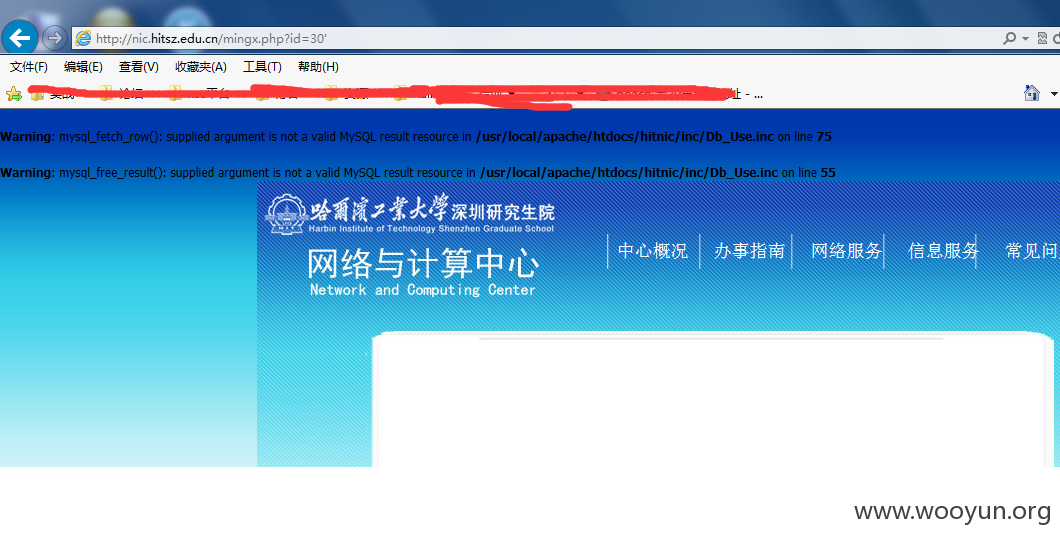 http://nic.hitsz.edu.cn/mingx.php?id=30'
文件(F) 编辑(E) 查看(V) 收藏夹(A) 工具(T) 帮助(H)
址 - ...
Warning: mysql_fetch_row(): supplied argument is not a valid MySQL result resource in /usr/local/apache/htdocs/hitnic/inc/Db_Use.inc on line 75
Warning: mysql_free_result(): supplied argument is not a valid MySQL result resource in /usr/local/apache/htdocs/hitnic/inc/Db_Use.inc on line 55
哈尔滨工业大学深圳研究生院
Harbin Institute of Technology Shenzhen Graduate School
网络与计算中心
Network and Computing Center
中心概况 办事指南 网络服务 信息服务 常见问
www.wooyun.org